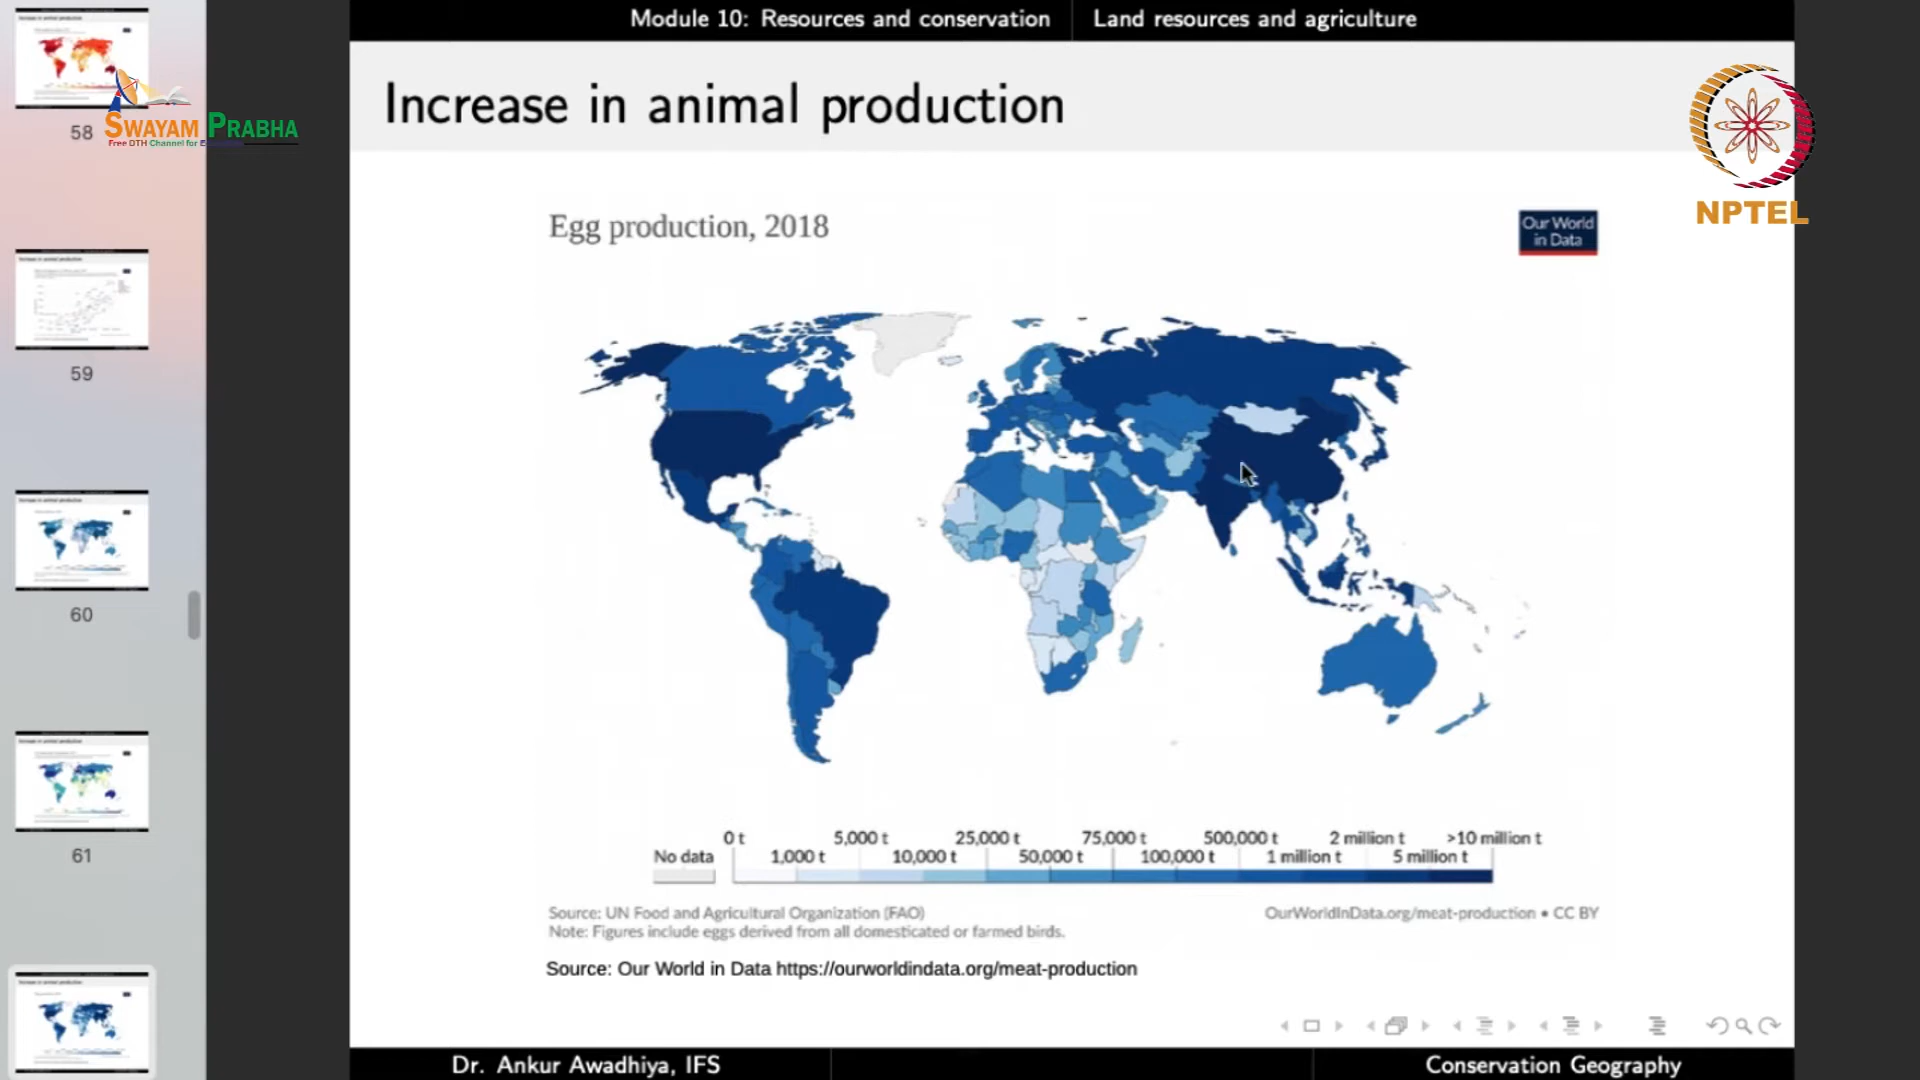 Module 10: Resources and conservation
Land resources and agriculture
Increase in animal production
58
SWAYAM PRABHA
Free DTH Channel for
NPTEL
Egg production, 2018
Our World
in Data
59
60
61
0 t 5,000 t 25,000 t 75,000 t 500,000 t 2 million t >10 million t
No data 1,000 t 10,000 t 50,000 t 100,000 t 1 million t 5 million t
Source: UN Food and Agricultural Organization (FAO)
OurWorldInData.org/meat-production • CC BY
Note: Figures include eggs derived from all domesticated or farmed birds.
Source: Our World in Data https://ourworldindata.org/meat-production
Dr. Ankur Awadhiya, IFS
Conservation Geography